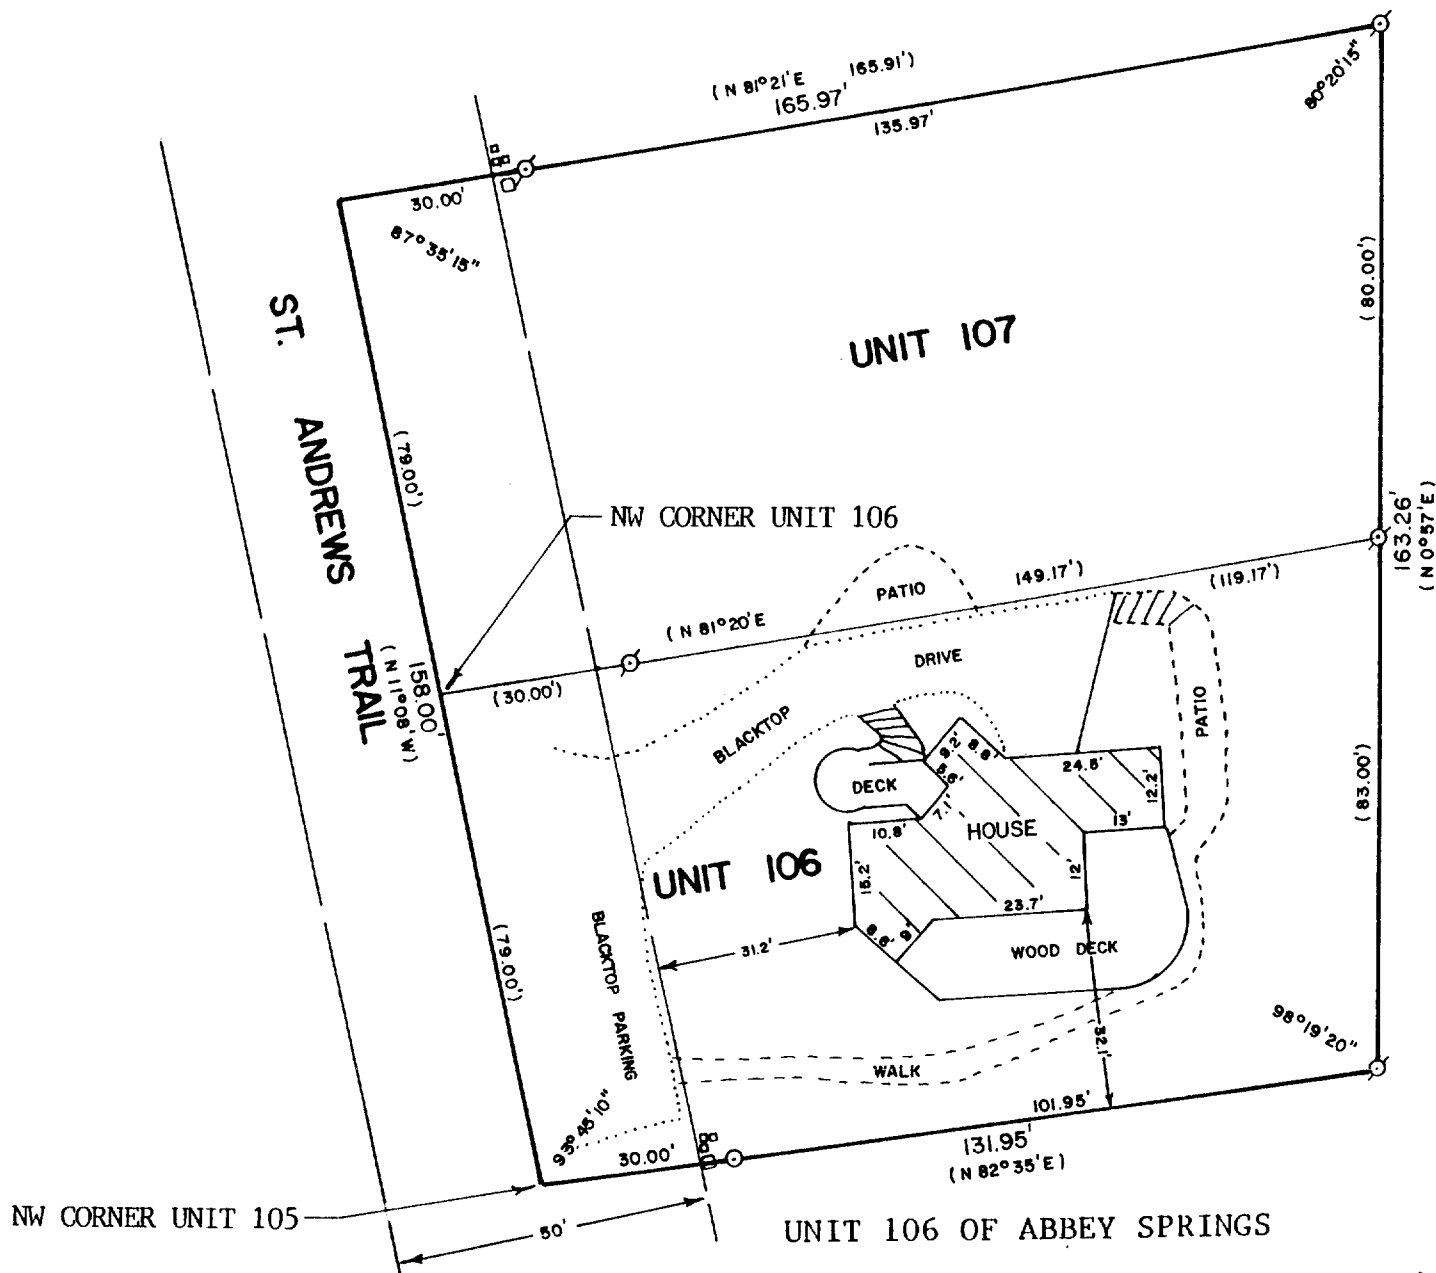 (N 81°21'E 165.91')
165.97'
135.97'
80°20'15"
30.00'
87°35'15"
ST. ANDREWS TRAIL
UNIT 107
(80.00')
(79.00')
NW CORNER UNIT 106
163.26'
(N 0°57'E)
PATIO
149.17')
(119.17')
(N 81°20'E
(30.00')
158.00'
(N 11°08'W)
DRIVE
BLACKTOP
PATIO
9.2'
8.8'
5.6'
7.1'
24.5'
12.2'
DECK
10.8'
HOUSE
13'
(83.00')
UNIT 106
15.2'
12'
23.7'
8.6'
9'
31.2'
WOOD DECK
BLACKTOP PARKING
(79.00')
98°19'20"
32.1'
WALK
93°45'10"
101.95'
30.00'
131.95'
(N 82°35'E)
NW CORNER UNIT 105
50'
UNIT 106 OF ABBEY SPRINGS